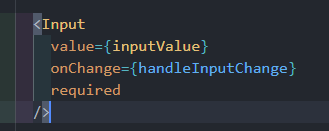 <Input
  value={inputValue}
  onChange={handleInputChange}
  required
/>